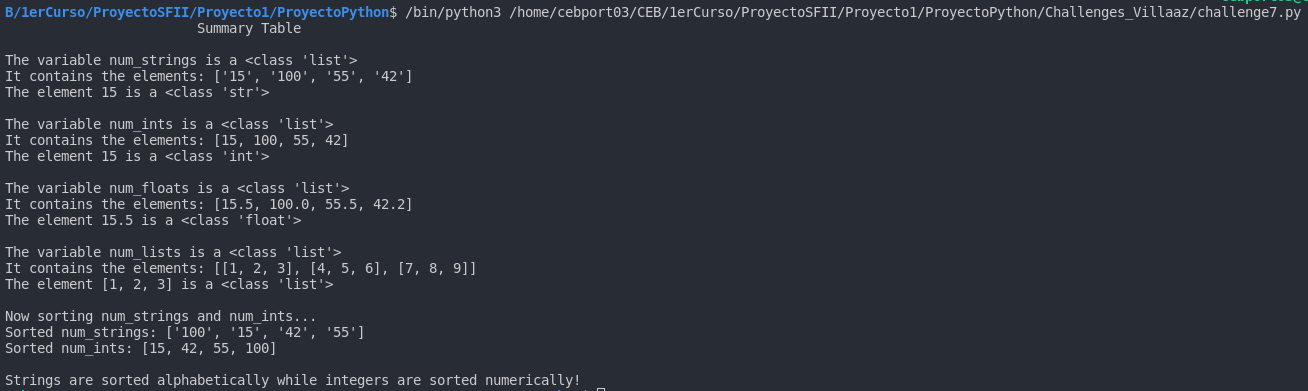 B/1erCurso/ProyectoSFII/Proyecto1/ProyectoPython$ /bin/python3 /home/cebport03/CEB/1erCurso/ProyectoSFII/Proyecto1/ProyectoPython/Challenges_Villaaz/challenge7.py
Summary Table
The variable num_strings is a <class 'list'>
It contains the elements: ['15', '100', '55', '42']
The element 15 is a <class 'str'>
The variable num_ints is a <class 'list'>
It contains the elements: [15, 100, 55, 42]
The element 15 is a <class 'int'>
The variable num_floats is a <class 'list'>
It contains the elements: [15.5, 100.0, 55.5, 42.2]
The element 15.5 is a <class 'float'>
The variable num_lists is a <class 'list'>
It contains the elements: [[1, 2, 3], [4, 5, 6], [7, 8, 9]]
The element [1, 2, 3] is a <class 'list'>
Now sorting num_strings and num_ints...
Sorted num_strings: ['100', '15', '42', '55']
Sorted num_ints: [15, 42, 55, 100]
Strings are sorted alphabetically while integers are sorted numerically!